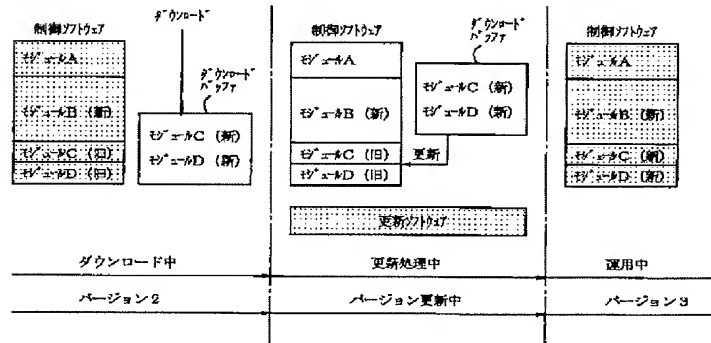 制御ソフトウェア
モジュールA
モジュールB (新)
モジュールC (旧)
モジュールD (旧)
ダウンロード
ダウンロード
バッファ
モジュールC (新)
モジュールD (新)
制御ソフトウェア
モジュールA
モジュールB (新)
モジュールC (旧)
モジュールD (旧)
ダウンロード
バッファ
モジュールC (新)
モジュールD (新)
更新
更新ソフトウェア
制御ソフトウェア
モジュールA
モジュールB (新)
モジュールC (新)
モジュールD (新)
ダウンロード中
更新処理中
運用中
バージョン2
バージョン更新中
バージョン3